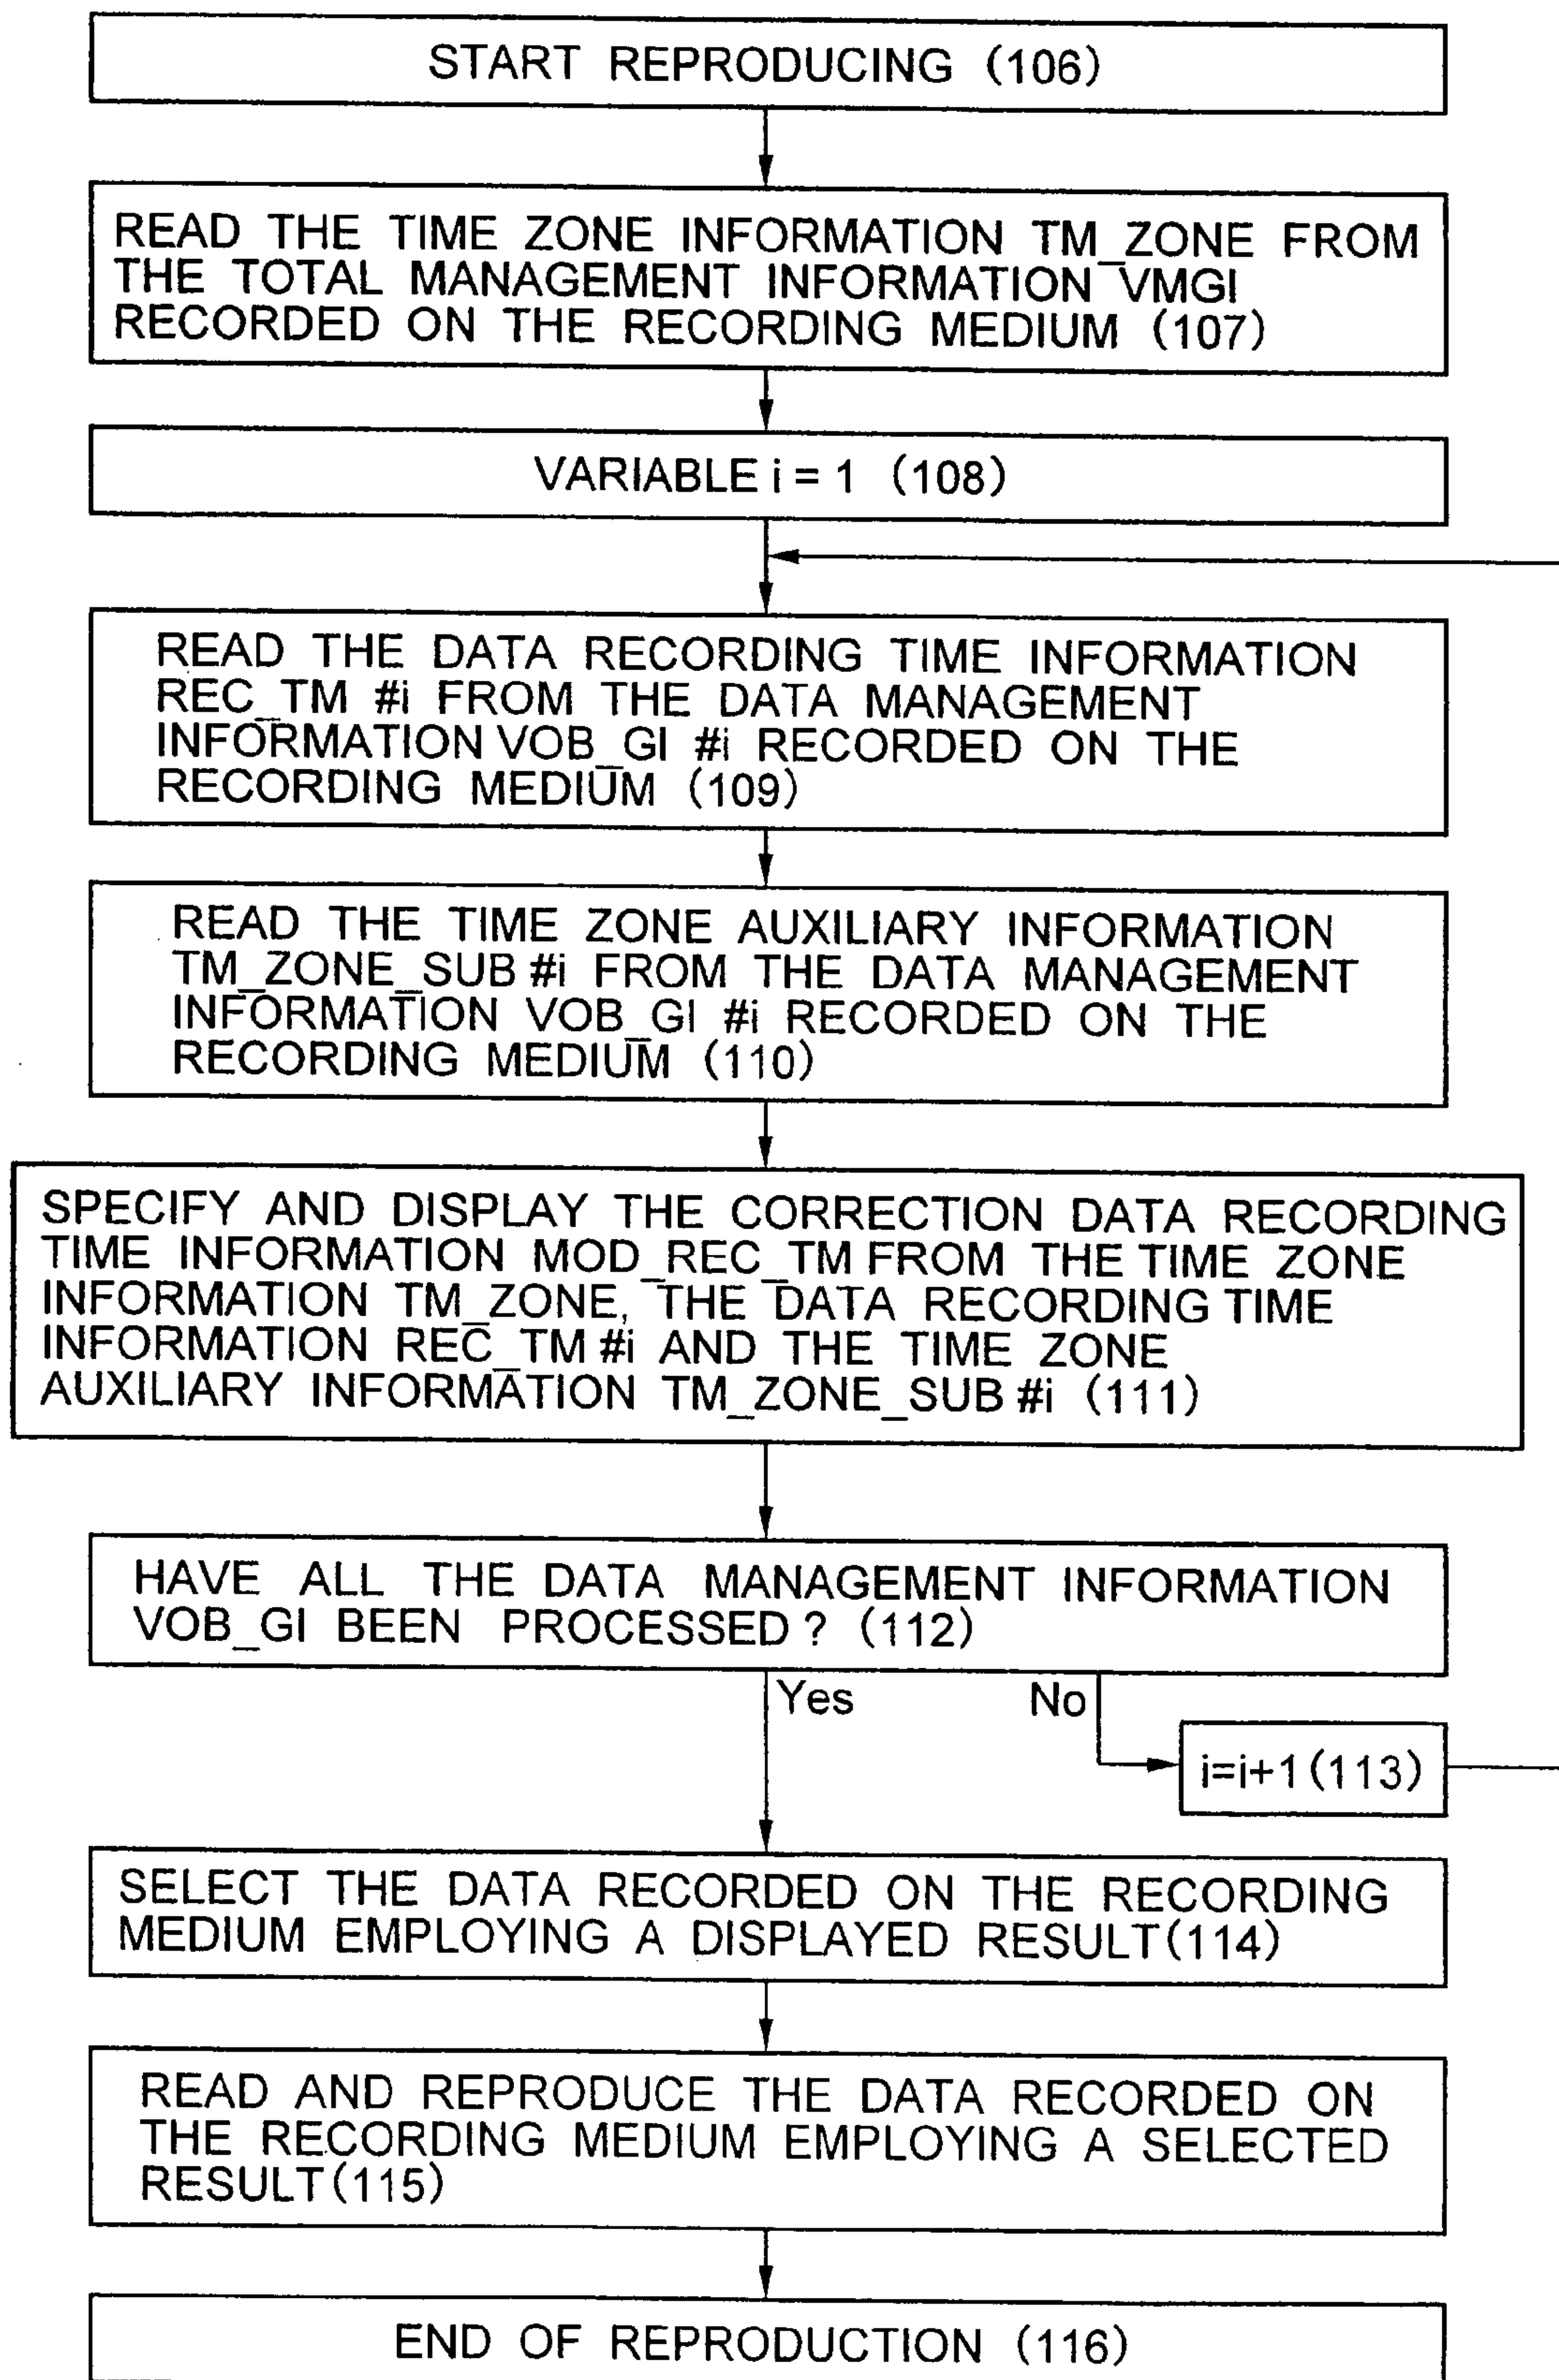 START REPRODUCING (106)
READ THE TIME ZONE INFORMATION TM_ZONE FROM
THE TOTAL MANAGEMENT INFORMATION VMGI
RECORDED ON THE RECORDING MEDIUM (107)
VARIABLE i = 1 (108)
READ THE DATA RECORDING TIME INFORMATION
REC_TM #i FROM THE DATA MANAGEMENT
INFORMATION VOB_GI #i RECORDED ON THE
RECORDING MEDIUM (109)
READ THE TIME ZONE AUXILIARY INFORMATION
TM_ZONE_SUB #i FROM THE DATA MANAGEMENT
INFORMATION VOB_GI #i RECORDED ON THE
RECORDING MEDIUM (110)
SPECIFY AND DISPLAY THE CORRECTION DATA RECORDING
TIME INFORMATION MOD_REC_TM FROM THE TIME ZONE
INFORMATION TM_ZONE, THE DATA RECORDING TIME
INFORMATION REC_TM #i AND THE TIME ZONE
AUXILIARY INFORMATION TM_ZONE_SUB #i (111)
HAVE ALL THE DATA MANAGEMENT INFORMATION
VOB_GI BEEN PROCESSED ? (112)
Yes
No
i=i+1(113)
SELECT THE DATA RECORDED ON THE RECORDING
MEDIUM EMPLOYING A DISPLAYED RESULT(114)
READ AND REPRODUCE THE DATA RECORDED ON
THE RECORDING MEDIUM EMPLOYING A SELECTED
RESULT(115)
END OF REPRODUCTION (116)